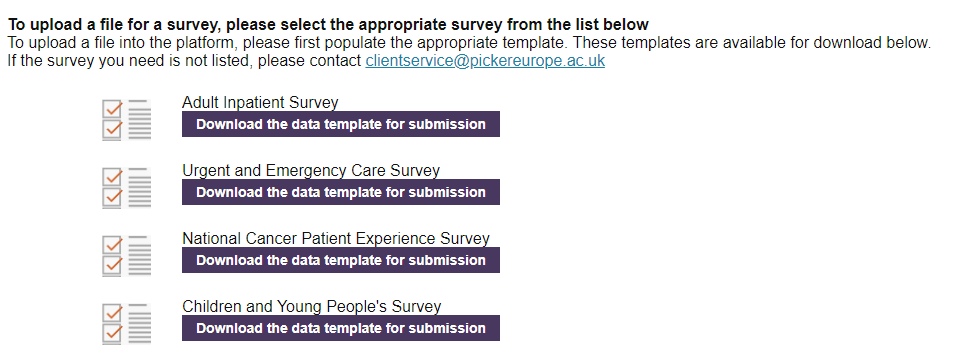 To upload a file for a survey, please select the appropriate survey from the list below
To upload a file into the platform, please first populate the appropriate template. These templates are available for download below.
If the survey you need is not listed, please contact clientservice@pickereurope.ac.uk
Adult Inpatient Survey
Download the data template for submission
Urgent and Emergency Care Survey
Download the data template for submission
National Cancer Patient Experience Survey
Download the data template for submission
Children and Young People's Survey
Download the data template for submission